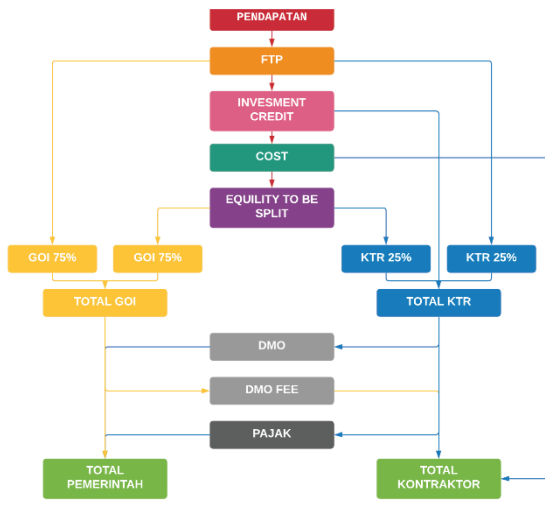 PENDAPATAN
FTP
INVESMENT
CREDIT
COST
EQUILITY TO BE
SPLIT
GOI 75%
GOI 75%
KTR 25%
KTR 25%
TOTAL GOI
TOTAL KTR
DMO
DMO FEE
PAJAK
TOTAL
PEMERINTAH
TOTAL
KONTRAKTOR